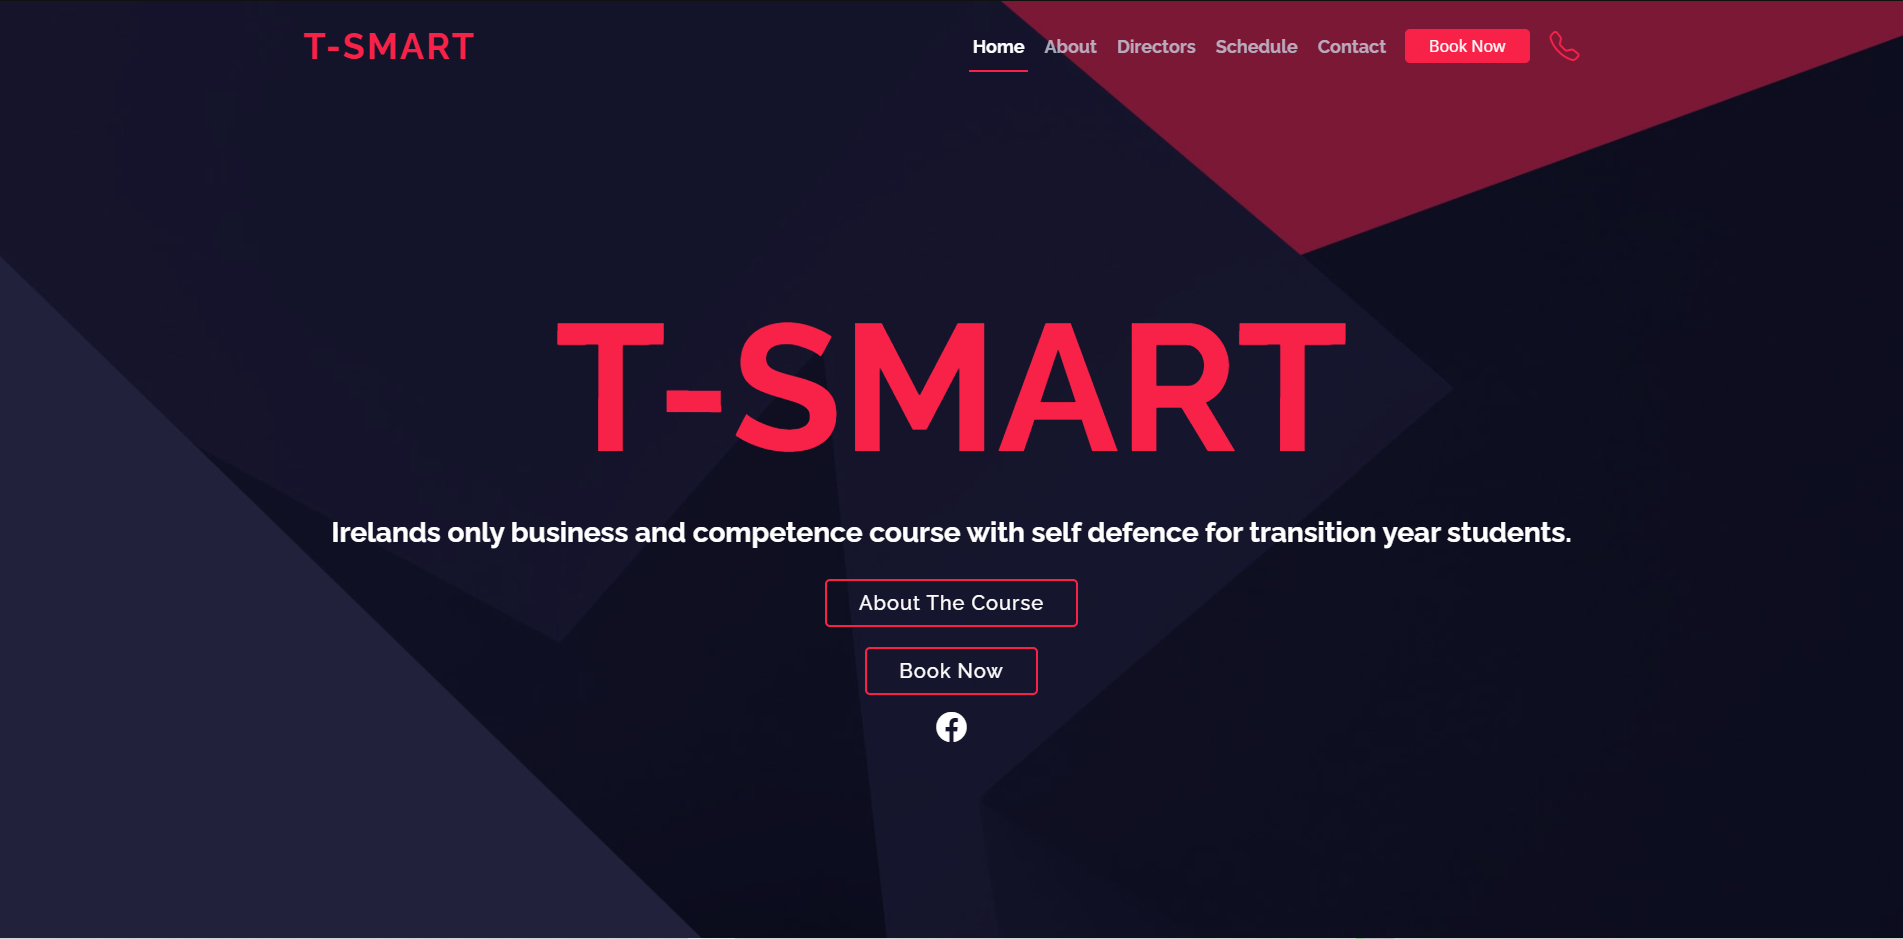 T-SMART
Home About Directors Schedule Contact Book Now
T-SMART
Irelands only business and competence course with self defence for transition year students.
About The Course
Book Now